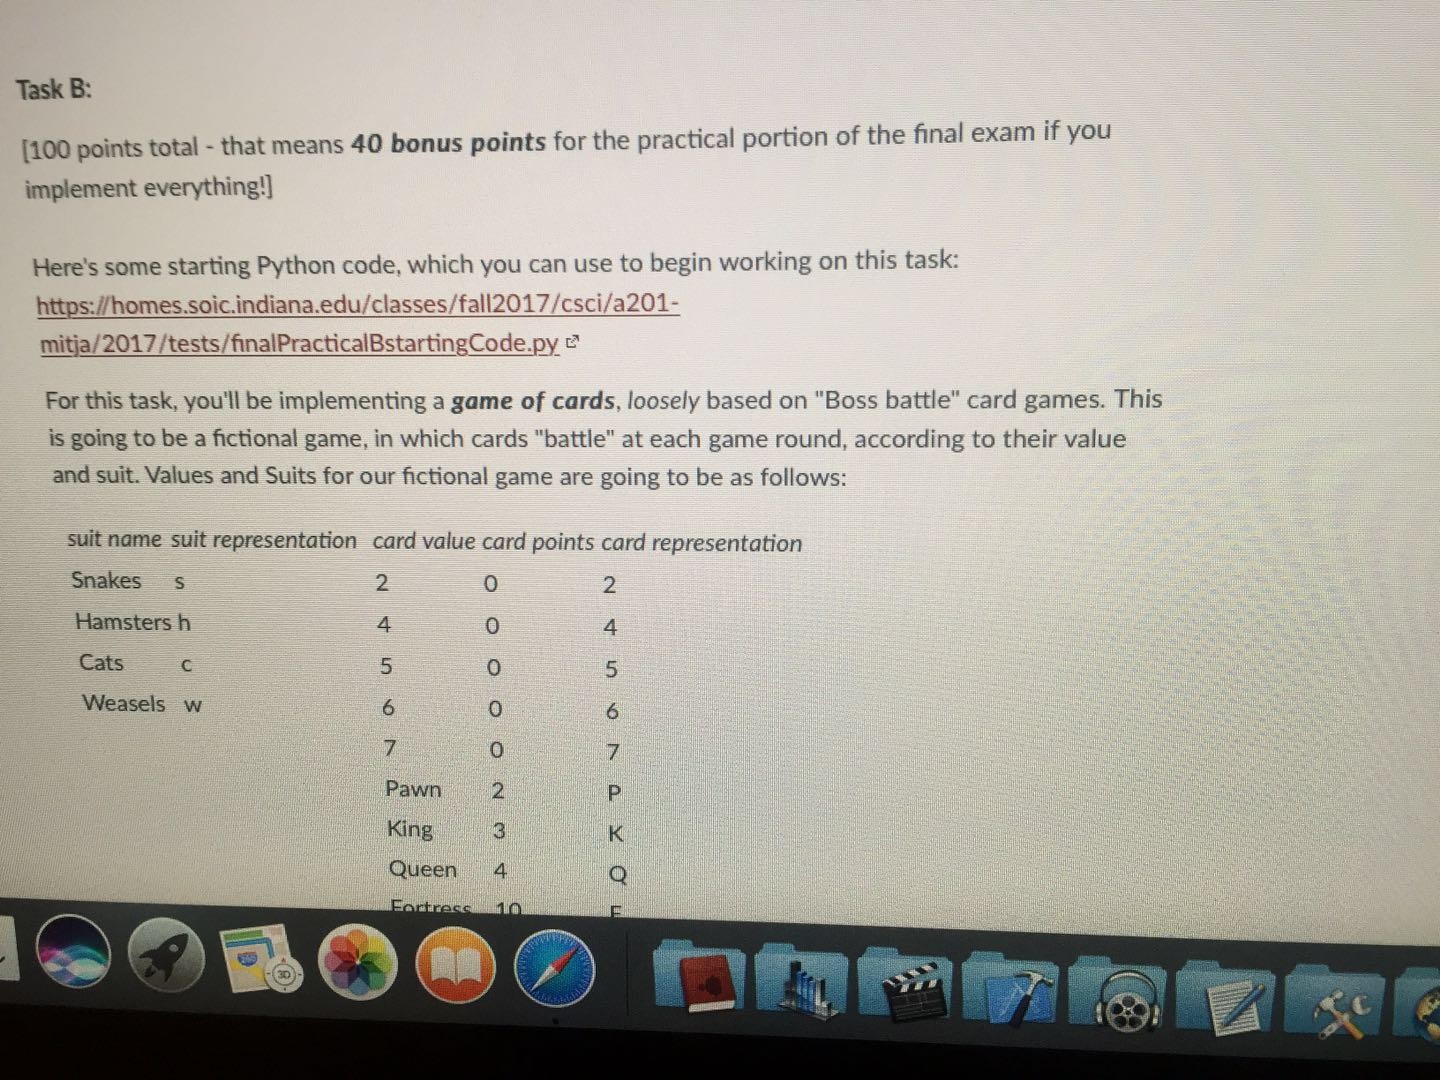 Task B:
[100 points total - that means 40 bonus points for the practical portion of the final exam if you
implement everything!]
Here's some starting Python code, which you can use to begin working on this task:
https://homes.soic.indiana.edu/classes/fall2017/csci/a201-
mitja/2017/tests/finalPracticalBstartingCode.py
For this task, you'll be implementing a game of cards, loosely based on "Boss battle" card games. This
is going to be a fictional game, in which cards "battle" at each game round, according to their value
and suit. Values and Suits for our fictional game are going to be as follows:
suit name suit representation card value card points card representation
Snakes s 2 0 2
Hamsters h 4 0 4
Cats c 5 0 5
Weasels w 6 0 6
7 0 7
Pawn 2 P
King 3 K
Queen 4 Q
Fortress 10 F
280
3D